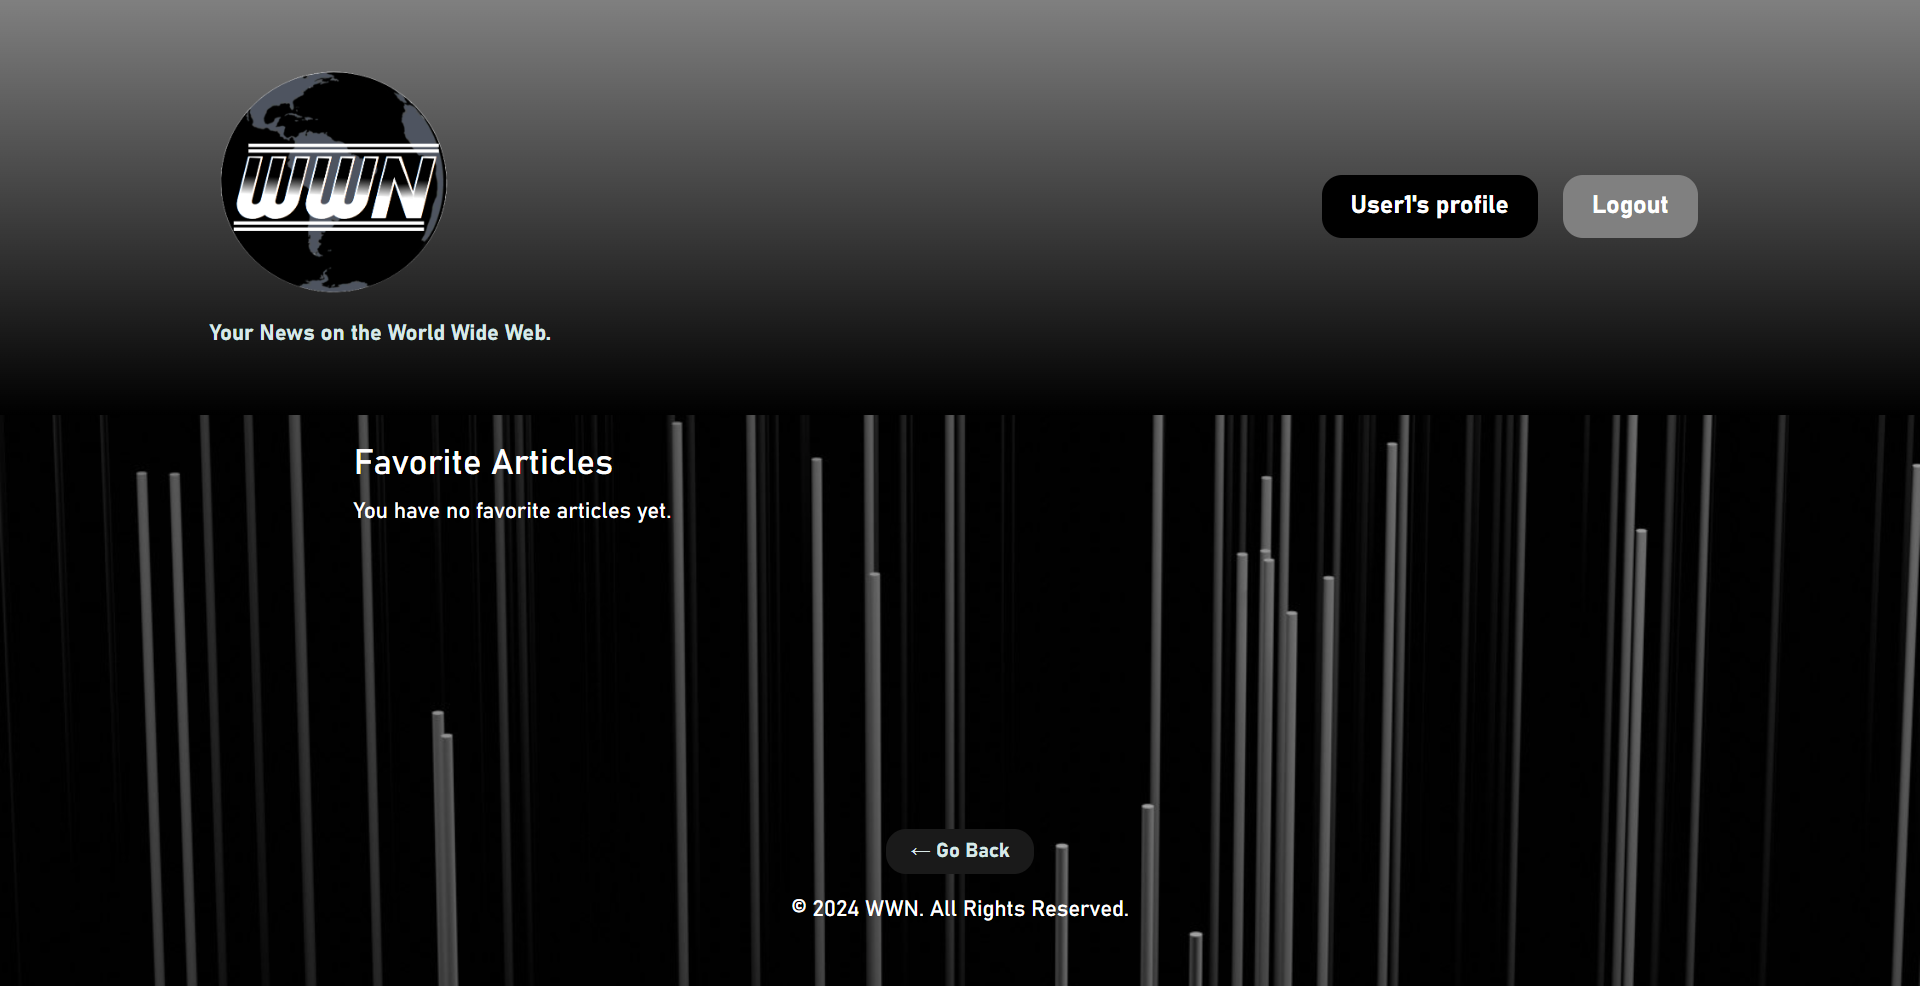 WWN
User1's profile
Logout
Your News on the World Wide Web.
Favorite Articles
You have no favorite articles yet.
← Go Back
© 2024 WWN. All Rights Reserved.